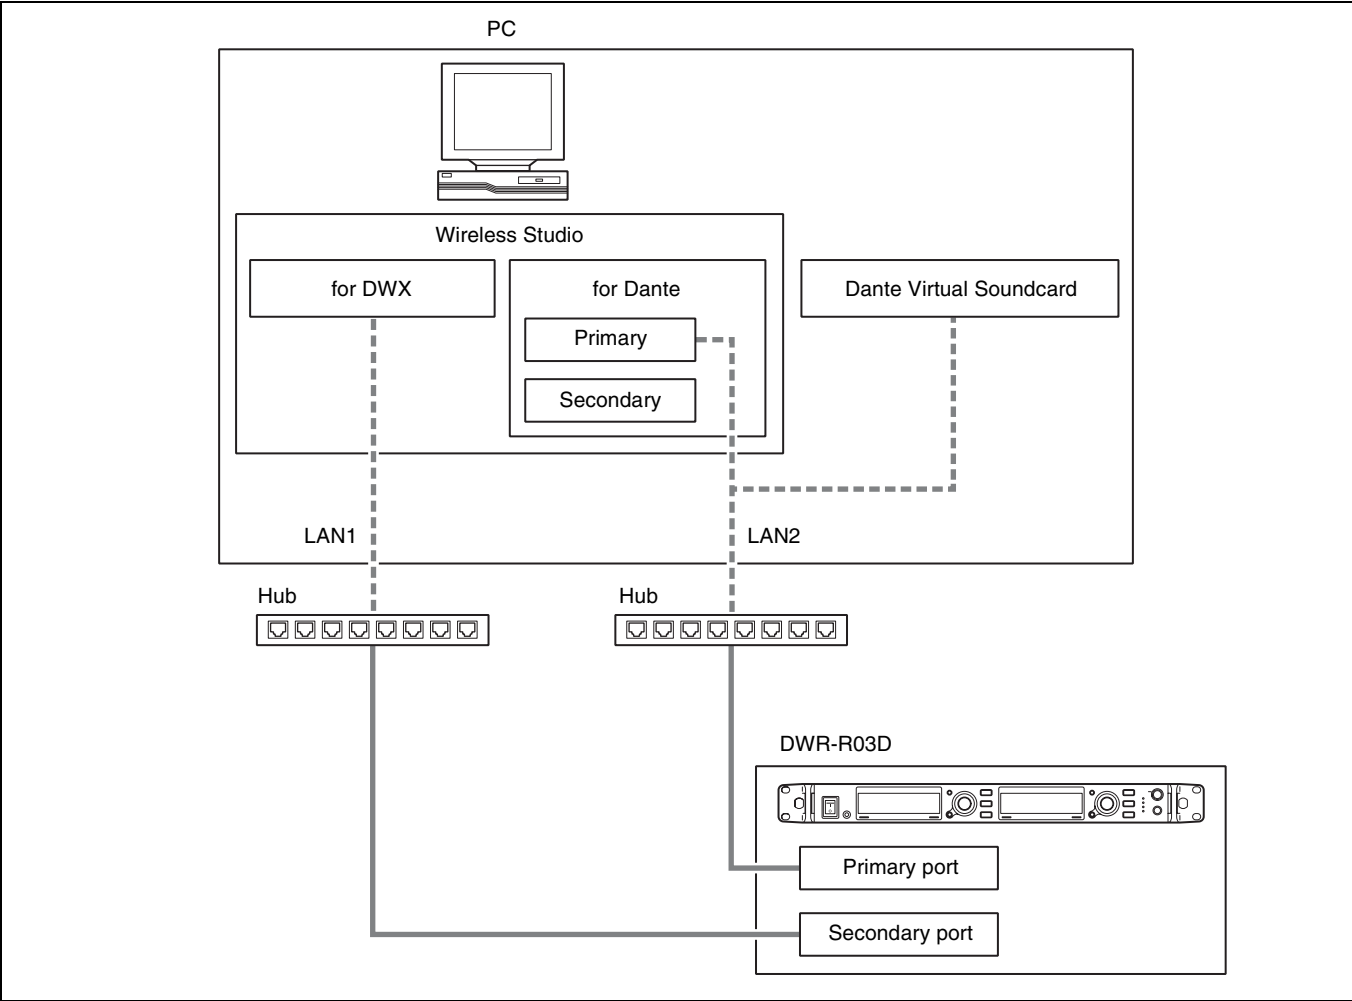 PC
Wireless Studio
for DWX
for Dante
Dante Virtual Soundcard
Primary
Secondary
LAN1
LAN2
Hub
Hub
DWR-R03D
Primary port
Secondary port